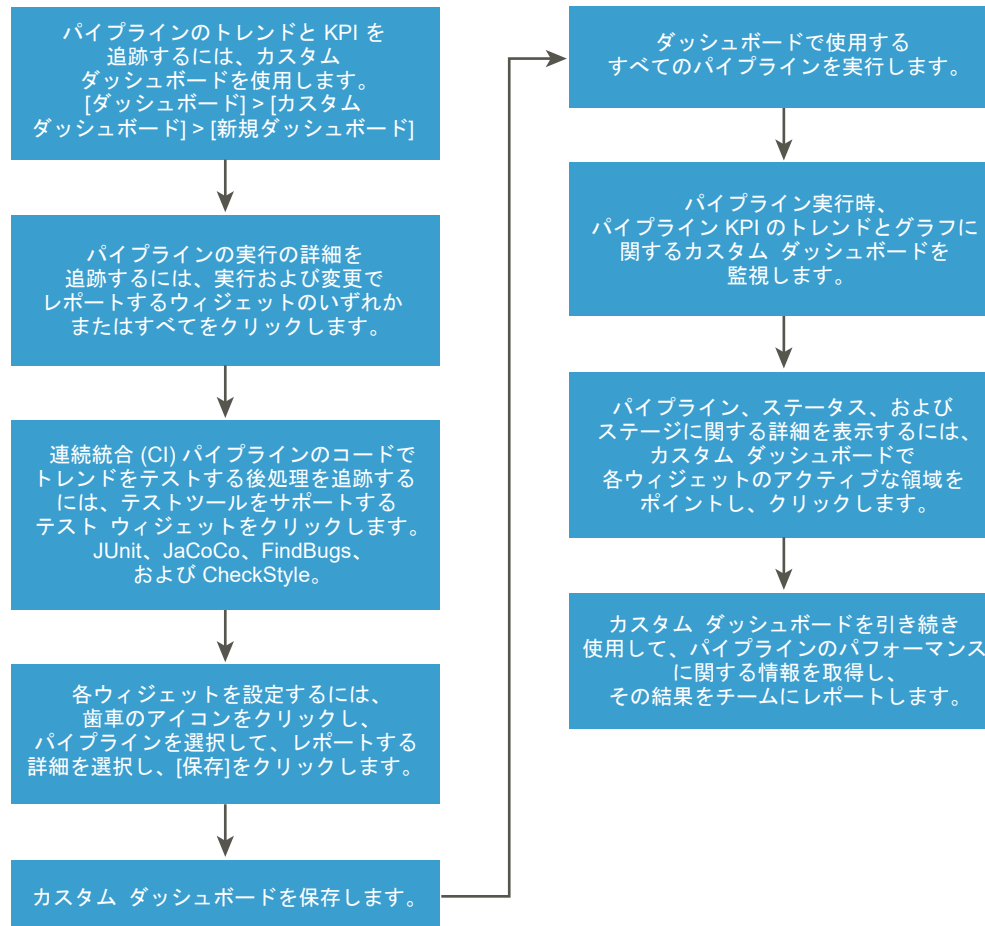 パイプラインのトレンドと KPI を
追跡するには、カスタム
ダッシュボードを使用します。
[ダッシュボード] > [カスタム
ダッシュボード] > [新規ダッシュボード]
パイプラインの実行の詳細を
追跡するには、実行および変更で
レポートするウィジェットのいずれか
またはすべてをクリックします。
連続統合 (CI) パイプラインのコードで
トレンドをテストする後処理を追跡する
には、テストツールをサポートする
テスト ウィジェットをクリックします。
JUnit、JaCoCo、FindBugs、
および CheckStyle。
各ウィジェットを設定するには、
歯車のアイコンをクリックし、
パイプラインを選択して、レポートする
詳細を選択し、[保存]をクリックします。
カスタム ダッシュボードを保存します。
ダッシュボードで使用する
すべてのパイプラインを実行します。
パイプライン実行時、
パイプライン KPI のトレンドとグラフに
関するカスタム ダッシュボードを
監視します。
パイプライン、ステータス、および
ステージに関する詳細を表示するには、
カスタム ダッシュボードで
各ウィジェットのアクティブな領域を
ポイントし、クリックします。
カスタム ダッシュボードを引き続き
使用して、パイプラインのパフォーマンス
に関する情報を取得し、
その結果をチームにレポートします。